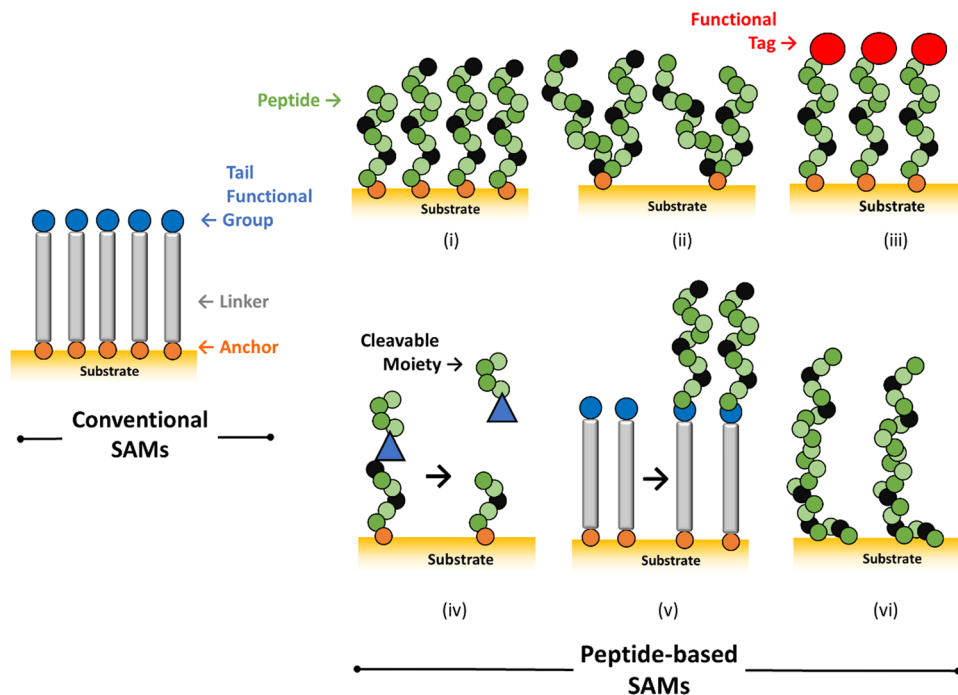 Functional
Tag →
Peptide →
Substrate
Substrate
Substrate
(i)
(ii)
(iii)
Tail
Functional
← Group
← Linker
← Anchor
Substrate
Conventional
SAMs
Cleavable
Moiety →
→
→
Substrate
Substrate
Substrate
(iv)
(v)
(vi)
Peptide-based
SAMs